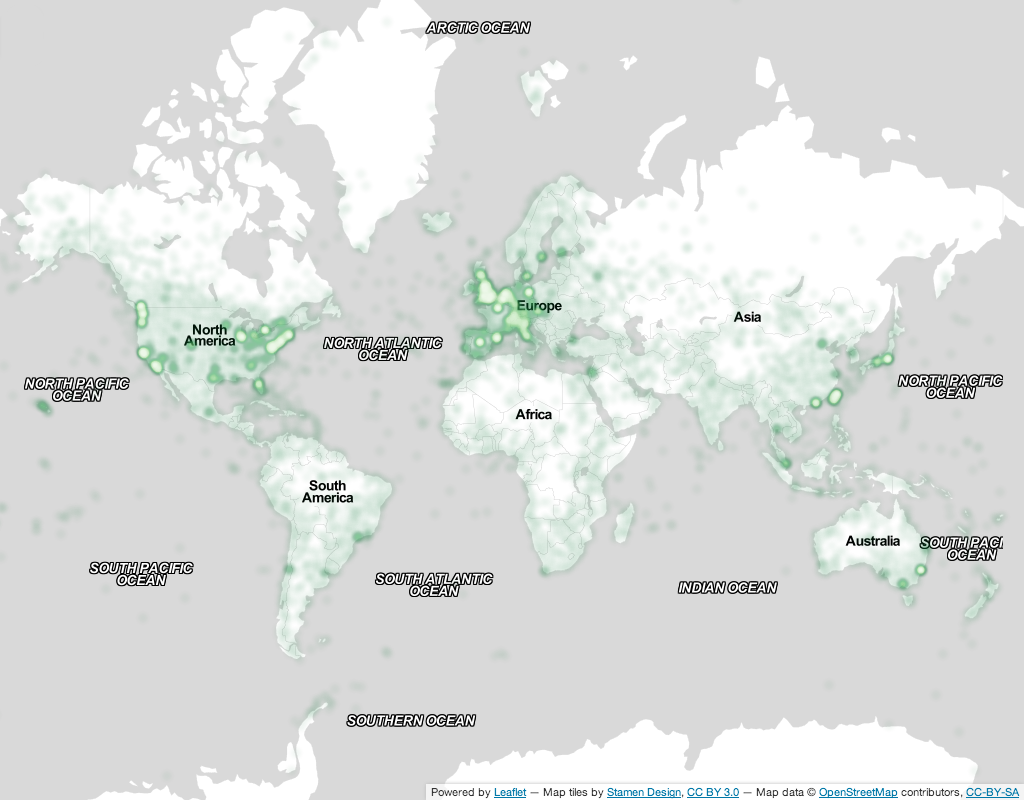 ARCTIC OCEAN
Europe
Asia
North
America
NORTH ATLANTIC
OCEAN
NORTH PACIFIC
OCEAN
NORTH PACIFIC
OCEAN
Africa
South
America
Australia
SOUTH PACI
OCEAN
SOUTH PACIFIC
OCEAN
SOUTH ATLANTIC
OCEAN
INDIAN OCEAN
SOUTHERN OCEAN
Powered by Leaflet — Map tiles by Stamen Design, CC BY 3.0 — Map data © OpenStreetMap contributors, CC-BY-SA